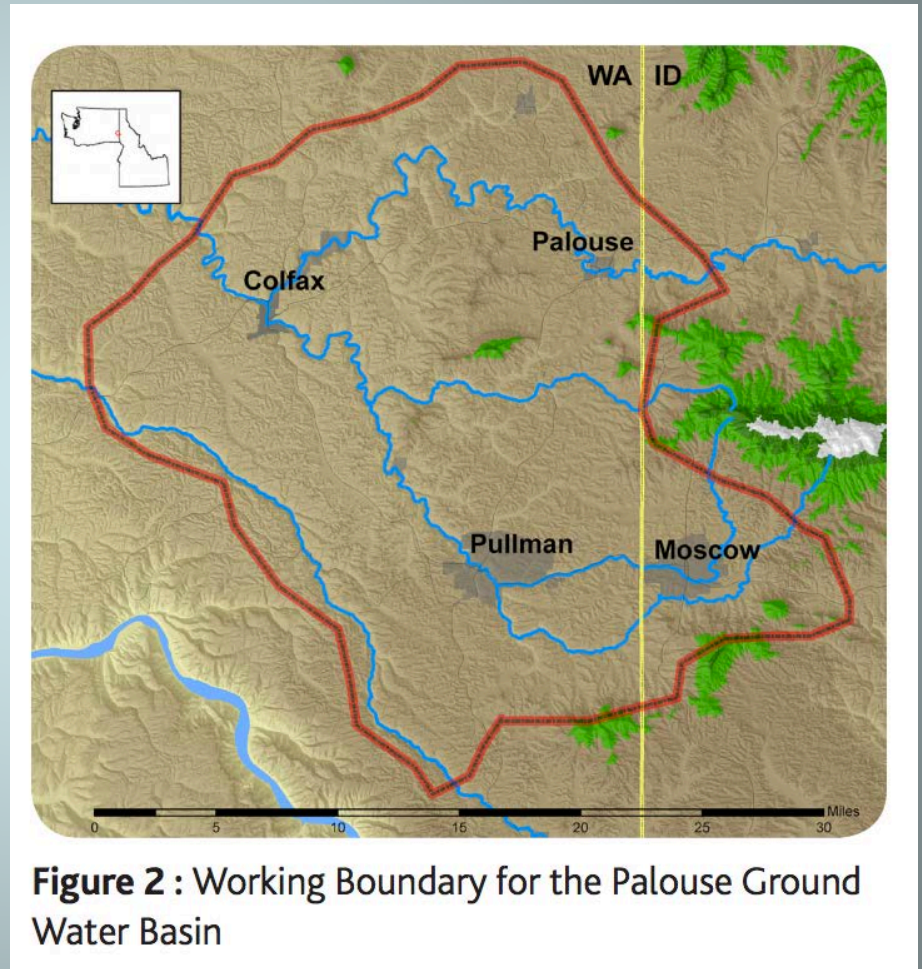 WA ID
Palouse
Colfax
Pullman
Moscow
Miles
0 5 10 15 20 25 30
Figure 2 : Working Boundary for the Palouse Ground
Water Basin